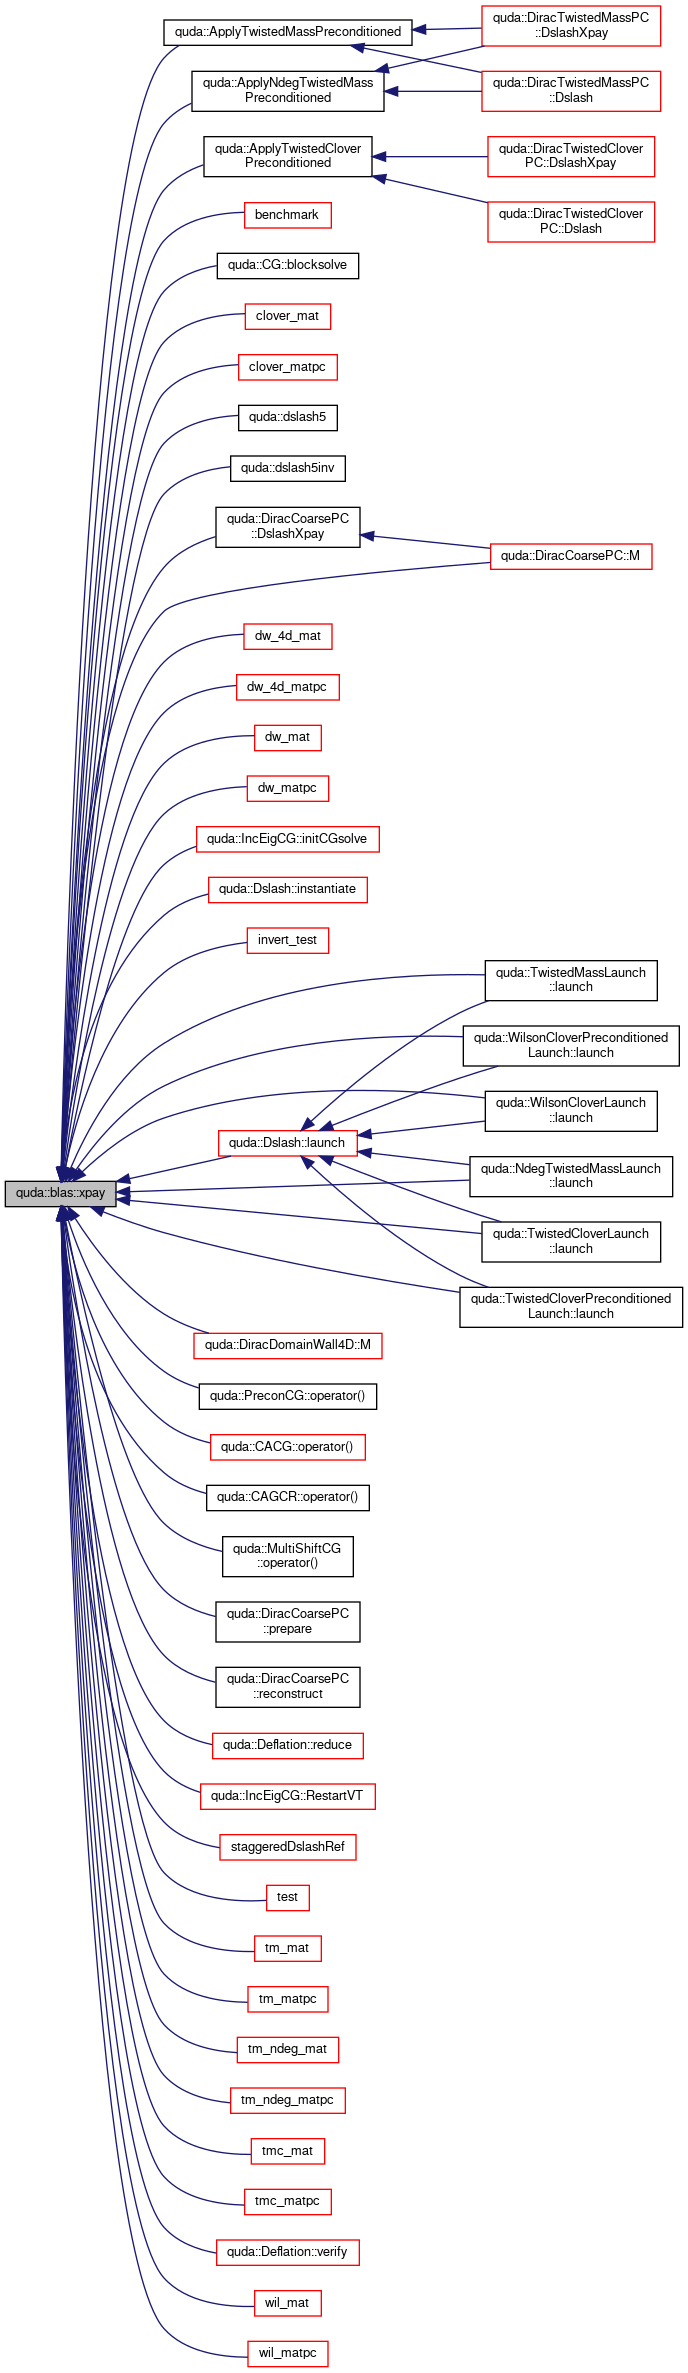 quda::ApplyTwistedMassPreconditioned
quda::DiracTwistedMassPC
::DslashXpay
quda::ApplyNdegTwistedMass
Preconditioned
quda::DiracTwistedMassPC
::Dslash
quda::ApplyTwistedClover
Preconditioned
quda::DiracTwistedClover
PC::DslashXpay
quda::DiracTwistedClover
PC::Dslash
benchmark
quda::CG::blocksolve
clover_mat
clover_matpc
quda::dslash5
quda::dslash5inv
quda::DiracCoarsePC
::DslashXpay
quda::DiracCoarsePC::M
dw_4d_mat
dw_4d_matpc
dw_mat
dw_matpc
quda::IncEigCG::initCGsolve
quda::Dslash::instantiate
invert_test
quda::TwistedMassLaunch
::launch
quda::WilsonCloverPreconditioned
Launch::launch
quda::WilsonCloverLaunch
::launch
quda::Dslash::launch
quda::NdegTwistedMassLaunch
::launch
quda::blas::xpay
quda::TwistedCloverLaunch
::launch
quda::TwistedCloverPreconditioned
Launch::launch
quda::DiracDomainWall4D::M
quda::PreconCG::operator()
quda::CACG::operator()
quda::CAGCR::operator()
quda::MultiShiftCG
::operator()
quda::DiracCoarsePC
::prepare
quda::DiracCoarsePC
::reconstruct
quda::Deflation::reduce
quda::IncEigCG::RestartVT
staggeredDslashRef
test
tm_mat
tm_matpc
tm_ndeg_mat
tm_ndeg_matpc
tmc_mat
tmc_matpc
quda::Deflation::verify
wil_mat
wil_matpc